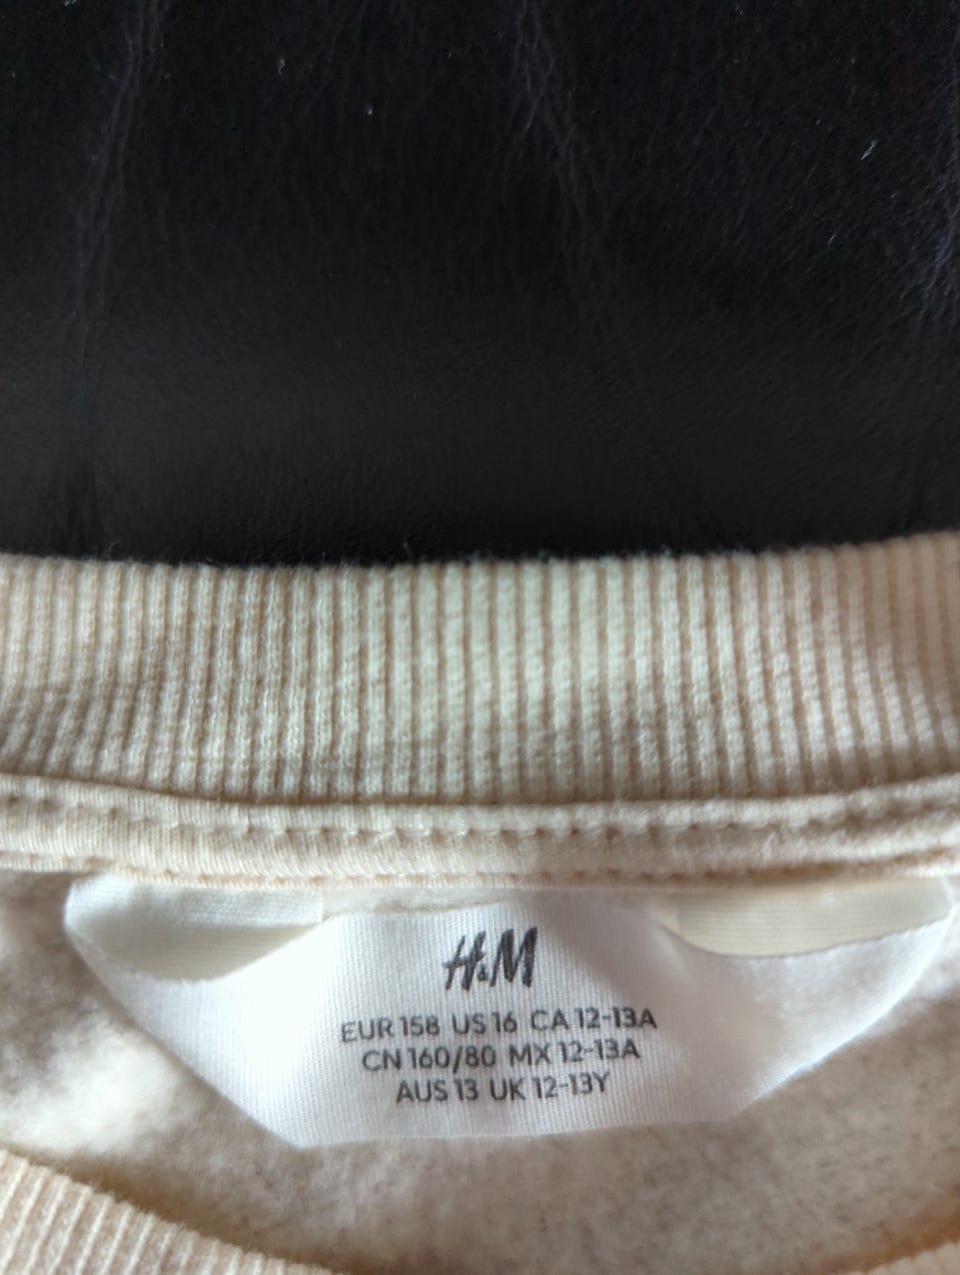 H&M
EUR 158 US 16 CA 12-13A
CN 160/80 MX 12-13A
AUS 13 UK 12-13Y